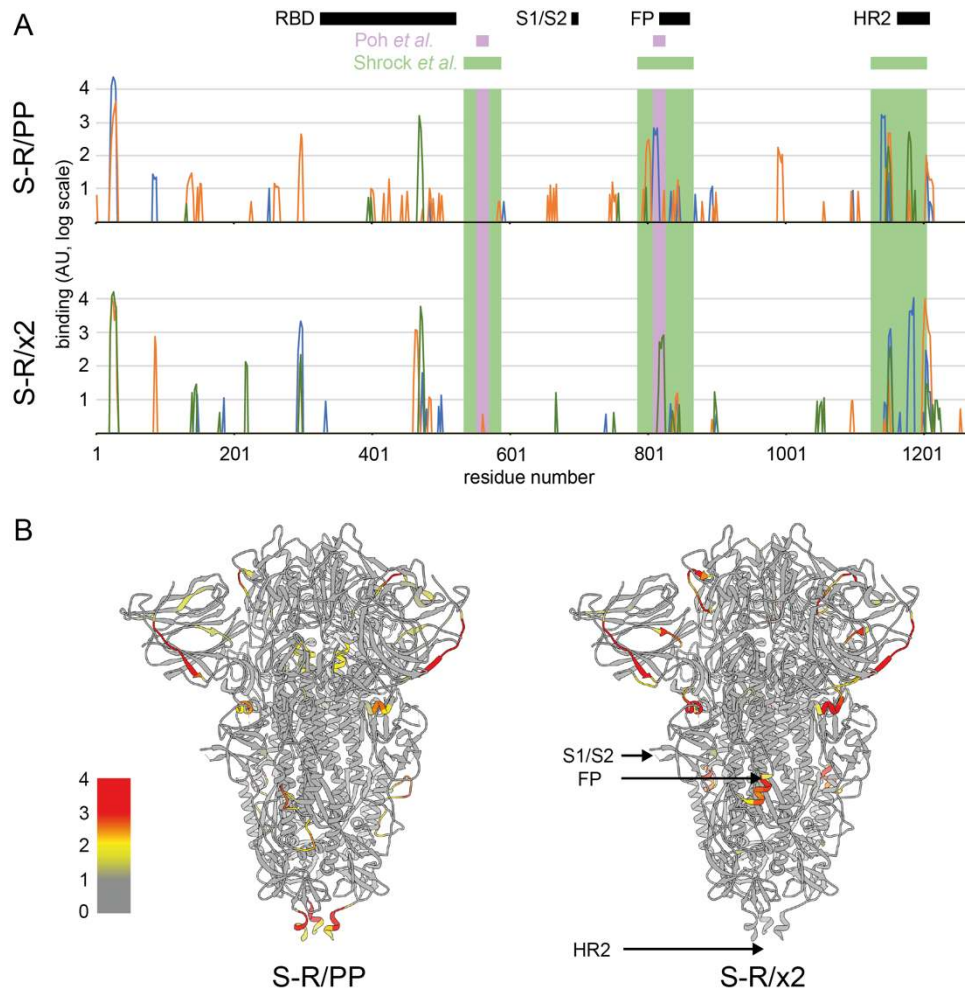 A
RBD S1/S2 FP HR2
Poh et al.
Shrock et al.
S-R/PP
4
3
2
1
binding (AU, log scale)
S-R/x2
4
3
2
1
1 201 401 601 801 1001 1201
residue number
B
S1/S2
FP
4
3
2
1
0
HR2
S-R/PP S-R/x2